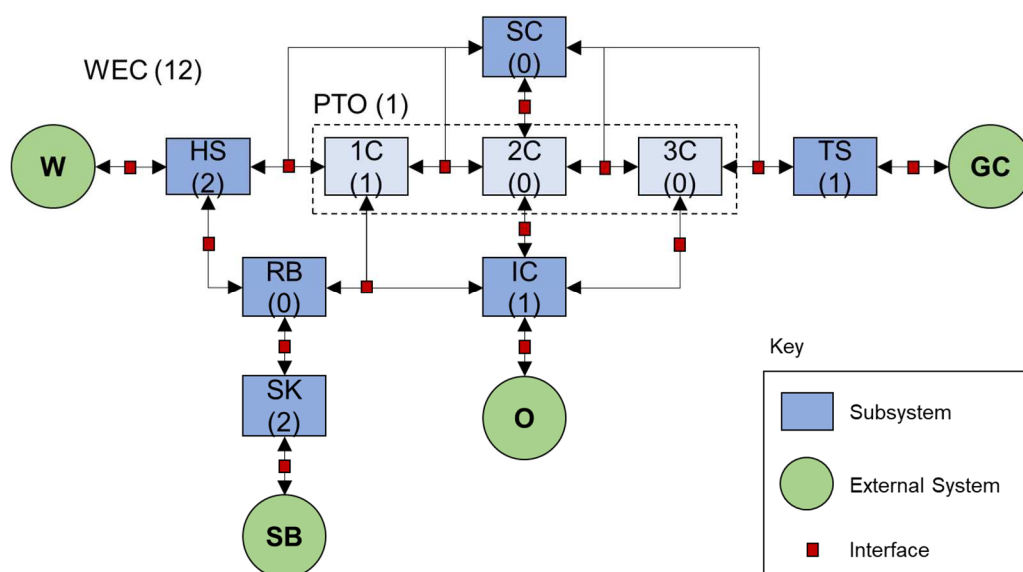 SC
(0)
WEC (12)
PTO (1)
W
HS
(2)
1C
(1)
2C
(0)
3C
(0)
TS
(1)
GC
RB
(0)
IC
(1)
SK
(2)
O
SB
Key
Subsystem
External System
Interface